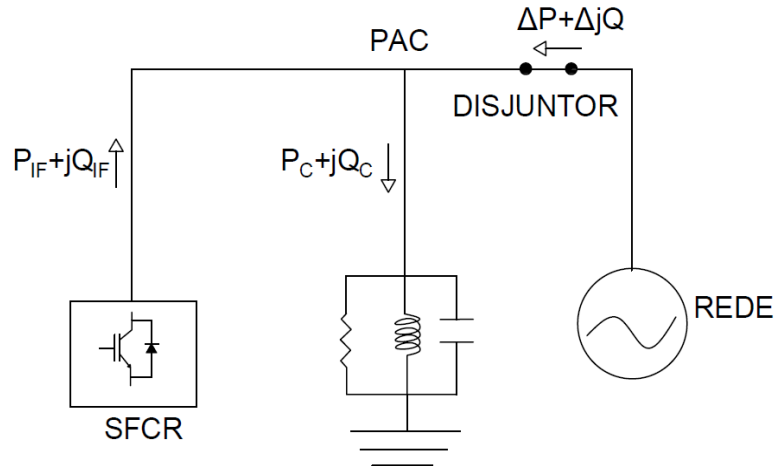 ΔP+ΔjQ
PAC
DISJUNTOR
P_IF+jQ_IF
P_C+jQ_C
REDE
SFCR